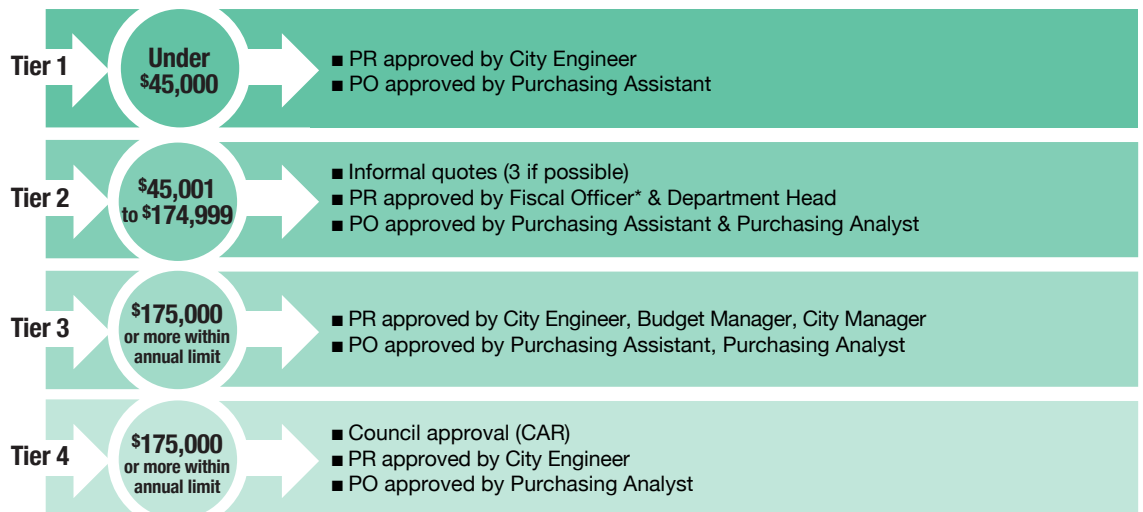 Tier 1
Under
$45,000
■ PR approved by City Engineer
■ PO approved by Purchasing Assistant
Tier 2
$45,001
to $174,999
■ Informal quotes (3 if possible)
■ PR approved by Fiscal Officer* & Department Head
■ PO approved by Purchasing Assistant & Purchasing Analyst
Tier 3
$175,000
or more within
annual limit
■ PR approved by City Engineer, Budget Manager, City Manager
■ PO approved by Purchasing Assistant, Purchasing Analyst
Tier 4
$175,000
or more within
annual limit
■ Council approval (CAR)
■ PR approved by City Engineer
■ PO approved by Purchasing Analyst